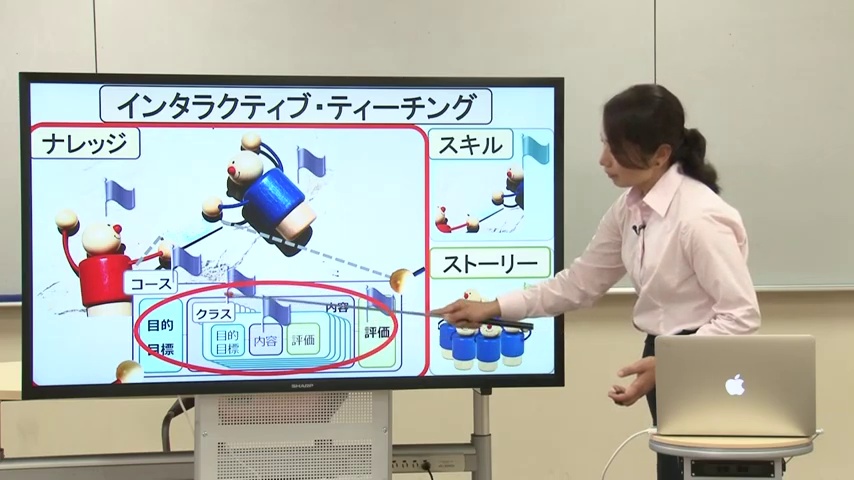 インタラクティブ・ティーチング
ナレッジ
スキル
ストーリー
コース
目的
目標
クラス
内容
目的
目標
内容
評価
評価
SHARP